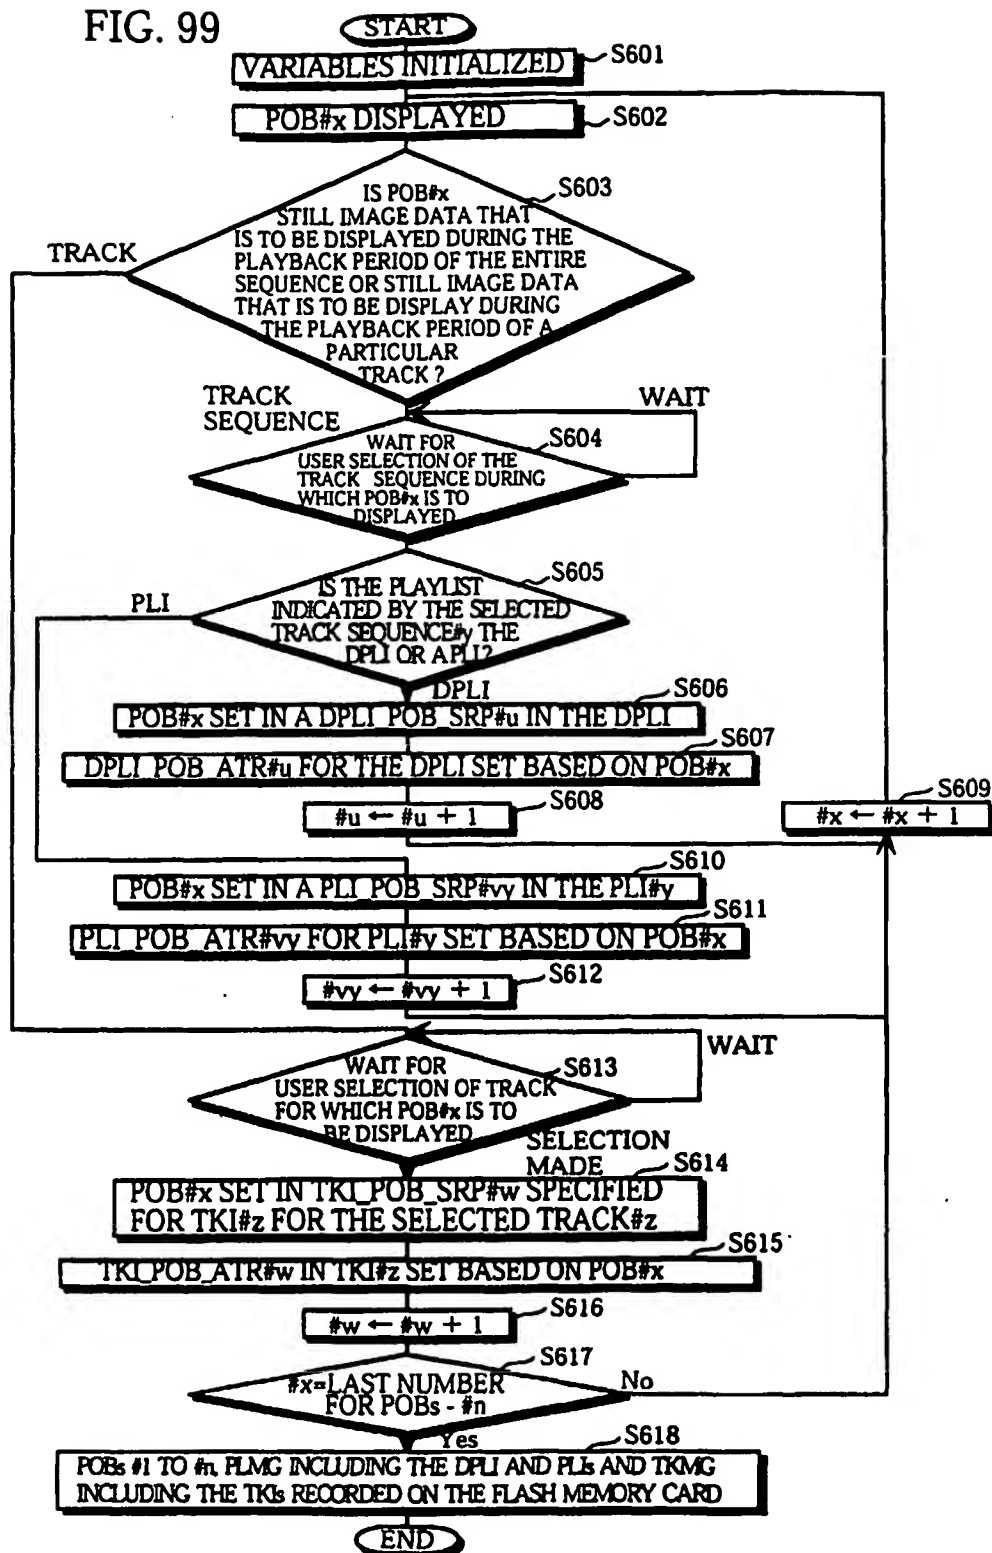 FIG. 99
START
VARIABLES INITIALIZED
S601
POB#x DISPLAYED
S602
S603
IS POB#x
STILL IMAGE DATA THAT
IS TO BE DISPLAYED DURING THE
PLAYBACK PERIOD OF THE ENTIRE
SEQUENCE OR STILL IMAGE DATA
THAT IS TO BE DISPLAY DURING
THE PLAYBACK PERIOD OF A
PARTICULAR
TRACK ?
TRACK
TRACK
SEQUENCE
WAIT
S604
WAIT FOR
USER SELECTION OF THE
TRACK SEQUENCE DURING
WHICH POB#x IS TO
DISPLAYED
S605
IS THE PLAYLIST
INDICATED BY THE SELECTED
TRACK SEQUENCE#y THE
DPLI OR A PLI?
PLI
DPLI
S606
POB#x SET IN A DPLI_POB_SRP#u IN THE DPLI
S607
DPLI_POB_ATR#u FOR THE DPLI SET BASED ON POB#x
S608
#u ← #u + 1
S609
#x ← #x + 1
S610
POB#x SET IN A PLI_POB_SRP#vy IN THE PLI#y
S611
PLI_POB_ATR#vy FOR PLI#y SET BASED ON POB#x
S612
#vy ← #vy + 1
WAIT
S613
WAIT FOR
USER SELECTION OF TRACK
FOR WHICH POB#x IS TO
BE DISPLAYED
SELECTION
MADE
S614
POB#x SET IN TKI_POB_SRP#w SPECIFIED
FOR TKI#z FOR THE SELECTED TRACK#z
S615
TKI_POB_ATR#w IN TKI#z SET BASED ON POB#x
S616
#w ← #w + 1
S617
#x=LAST NUMBER
FOR POBs - #n
No
Yes
S618
POBs #1 TO #n, PLMG INCLUDING THE DPLI AND PLIs AND TKMG
INCLUDING THE TKIs RECORDED ON THE FLASH MEMORY CARD
END